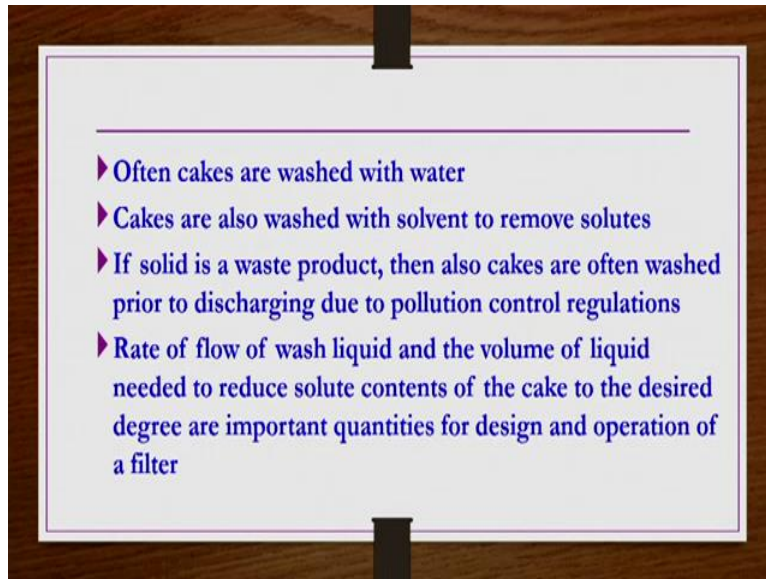 Often cakes are washed with water
Cakes are also washed with solvent to remove solutes
If solid is a waste product, then also cakes are often washed
prior to discharging due to pollution control regulations
Rate of flow of wash liquid and the volume of liquid
needed to reduce solute contents of the cake to the desired
degree are important quantities for design and operation of
a filter